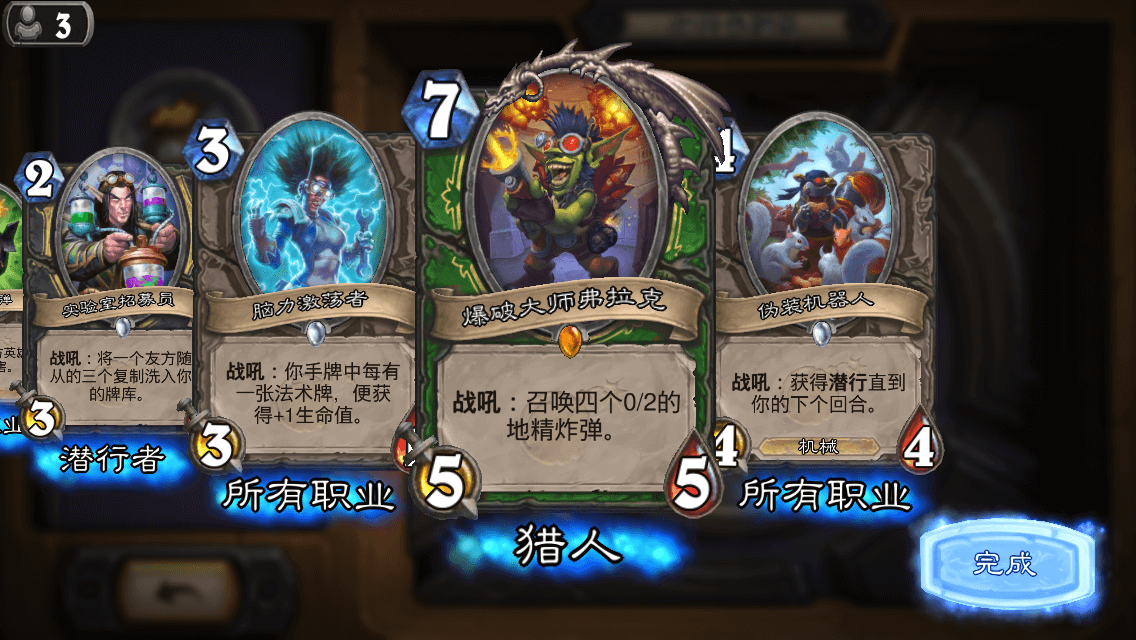 3
2
实验室招募员
战吼：将一个友方随
从的三个复制洗入你
的牌库。
3
潜行者
3
脑力激荡者
战吼：你手牌中每有
一张法术牌，便获
得+1生命值。
3
所有职业
7
爆破大师弗拉克
战吼：召唤四个0/2的
地精炸弹。
5
5
猎人
伪装机器人
战吼：获得潜行直到
你的下个回合。
机械
4
4
所有职业
完成